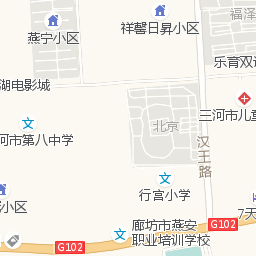 福泽
燕宁小区
祥馨日昇小区
乐育双语
湖电影城
三河市儿童
北京
河市第八中学
汉王路
行宫小学
小区
7天
G102
廊坊市燕安
职业培训学校
G102